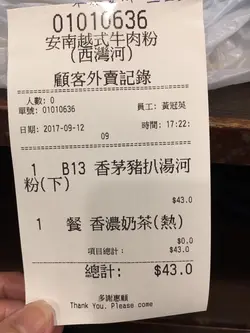 01010636
安南越式牛肉粉
(西灣河)
顧客外賣記錄
人數: 0
單號: 01010636 員工: 黃冠英
日期: 2017-09-12 時間: 17:22:
09
1 B13 香茅豬扒湯河
粉(下)
$43.0
1 餐 香濃奶茶(熱)
$0.0
項目總計: $43.0
總計: $43.0
多謝惠顧
Thank You. Please come